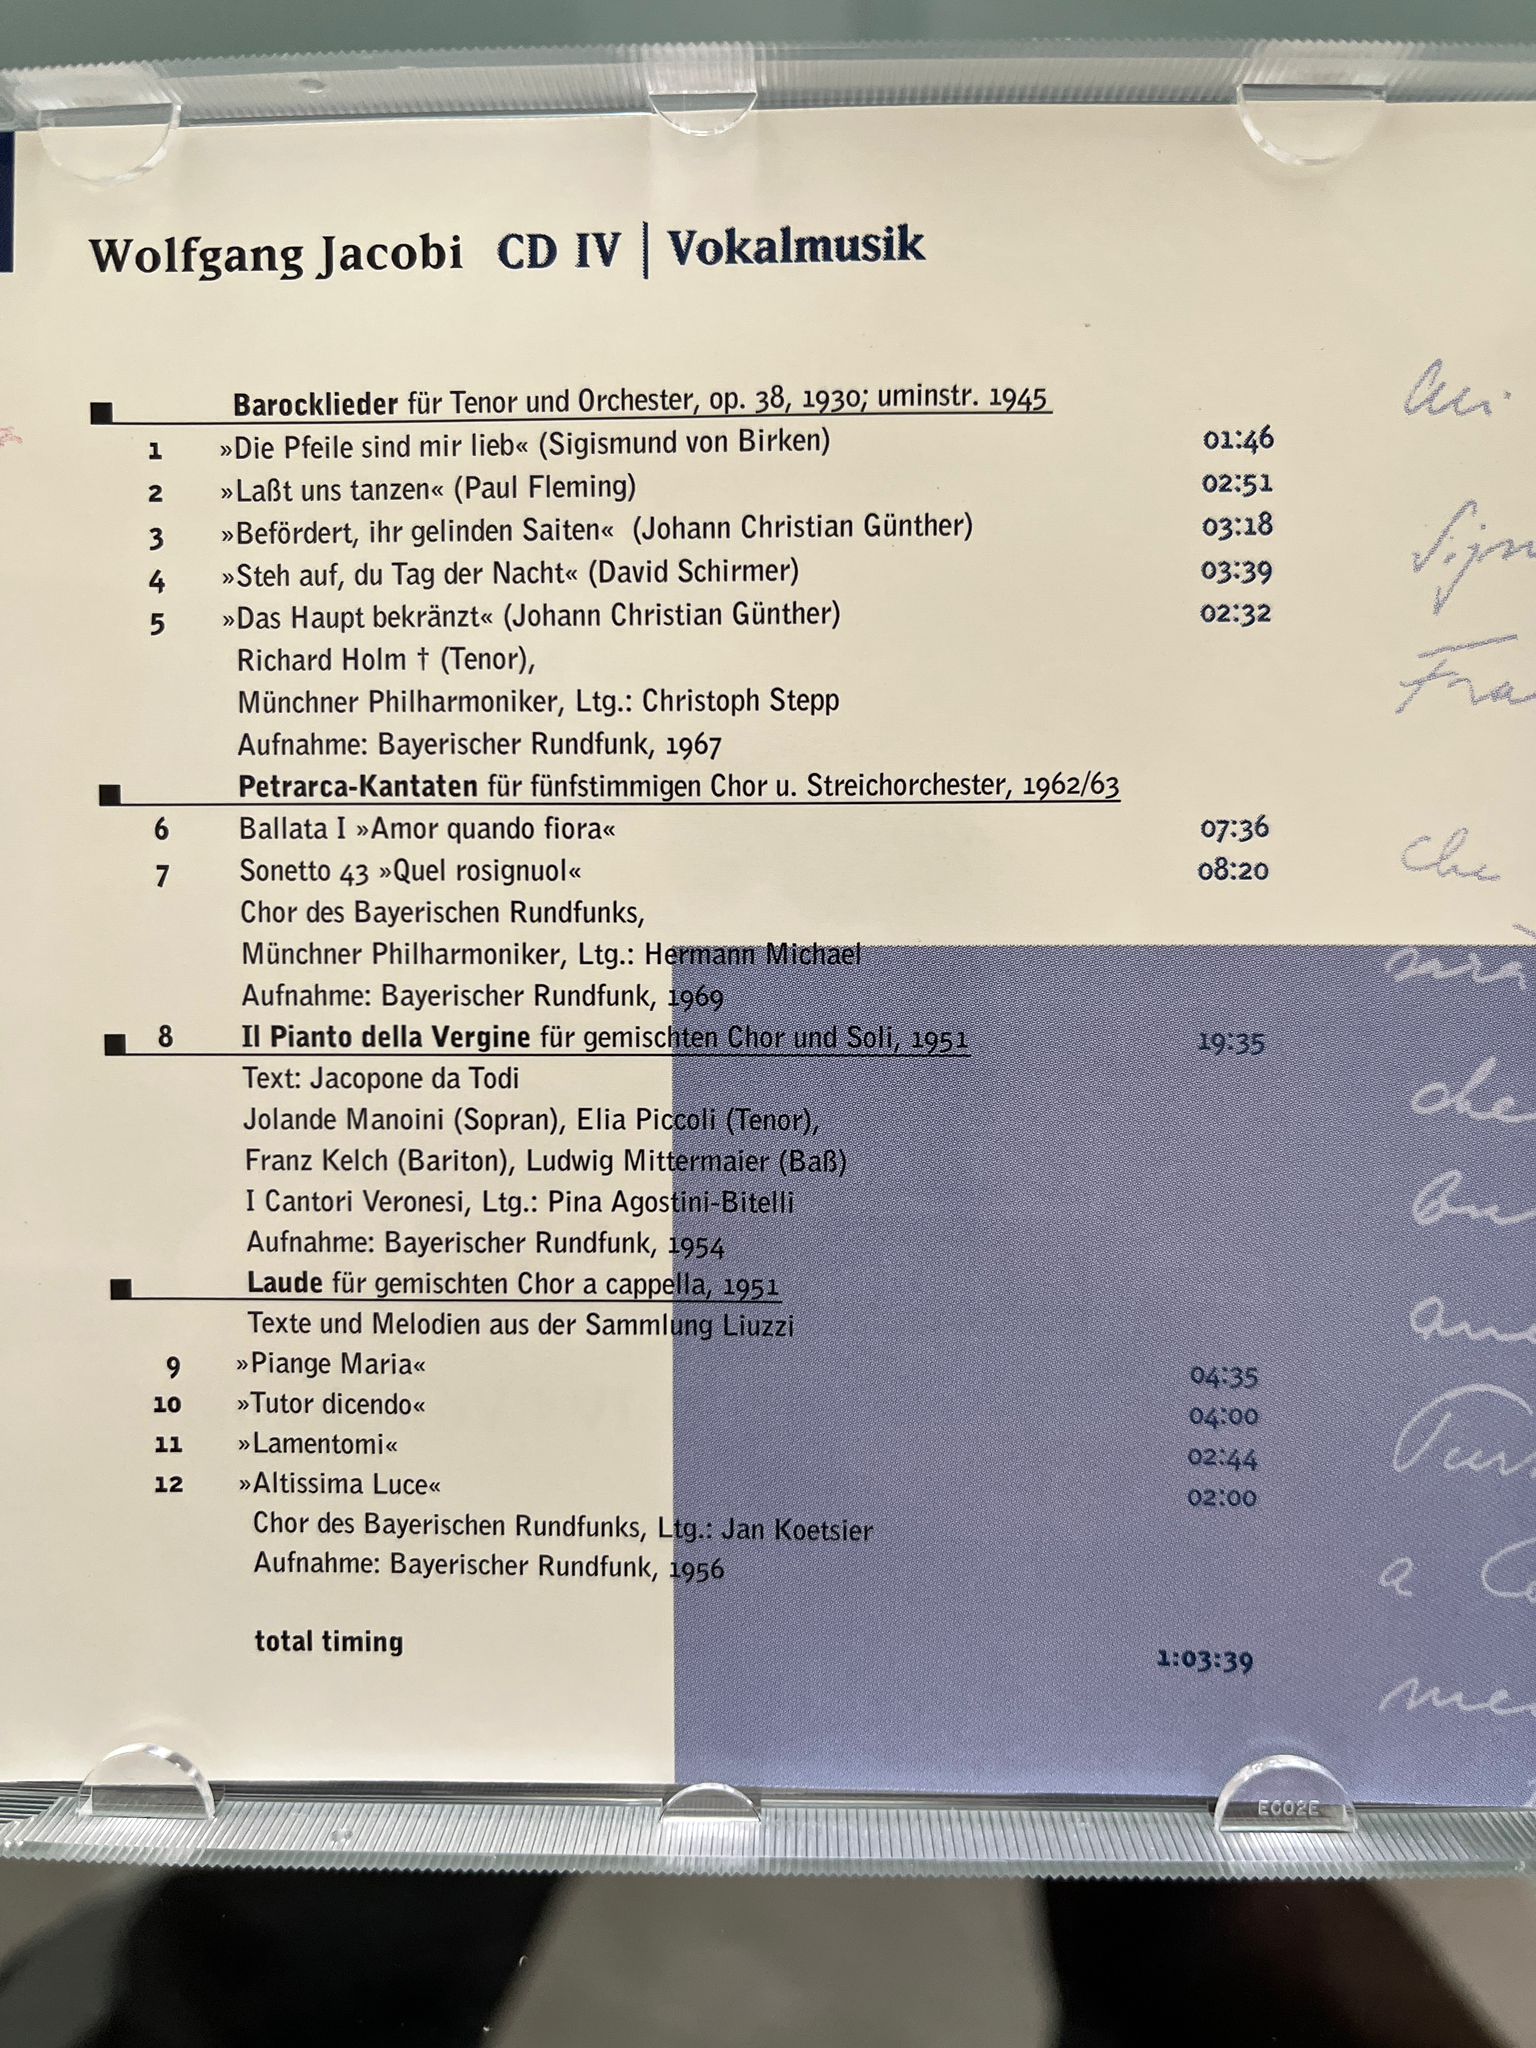 Wolfgang Jacobi CD IV | Vokalmusik
Barocklieder für Tenor und Orchester, op. 38, 1930; uminstr. 1945
1 »Die Pfeile sind mir lieb« (Sigismund von Birken) 01:46
2 »Laßt uns tanzen« (Paul Fleming) 02:51
3 »Befördert, ihr gelinden Saiten« (Johann Christian Günther) 03:18
4 »Steh auf, du Tag der Nacht« (David Schirmer) 03:39
5 »Das Haupt bekränzt« (Johann Christian Günther) 02:32
Richard Holm † (Tenor),
Münchner Philharmoniker, Ltg.: Christoph Stepp
Aufnahme: Bayerischer Rundfunk, 1967
Petrarca-Kantaten für fünfstimmigen Chor u. Streichorchester, 1962/63
6 Ballata I »Amor quando fiora« 07:36
7 Sonetto 43 »Quel rosignuol« 08:20
Chor des Bayerischen Rundfunks,
Münchner Philharmoniker, Ltg.: Hermann Michael
Aufnahme: Bayerischer Rundfunk, 1969
8 Il Pianto della Vergine für gemischten Chor und Soli, 1951 19:35
Text: Jacopone da Todi
Jolande Manoini (Sopran), Elia Piccoli (Tenor),
Franz Kelch (Bariton), Ludwig Mittermaier (Baß)
I Cantori Veronesi, Ltg.: Pina Agostini-Bitelli
Aufnahme: Bayerischer Rundfunk, 1954
Laude für gemischten Chor a cappella, 1951
Texte und Melodien aus der Sammlung Liuzzi
9 »Piange Maria« 04:35
10 »Tutor dicendo« 04:00
11 »Lamentomi« 02:44
12 »Altissima Luce« 02:00
Chor des Bayerischen Rundfunks, Ltg.: Jan Koetsier
Aufnahme: Bayerischer Rundfunk, 1956
total timing 1:03:39
che
che
a
EC02E